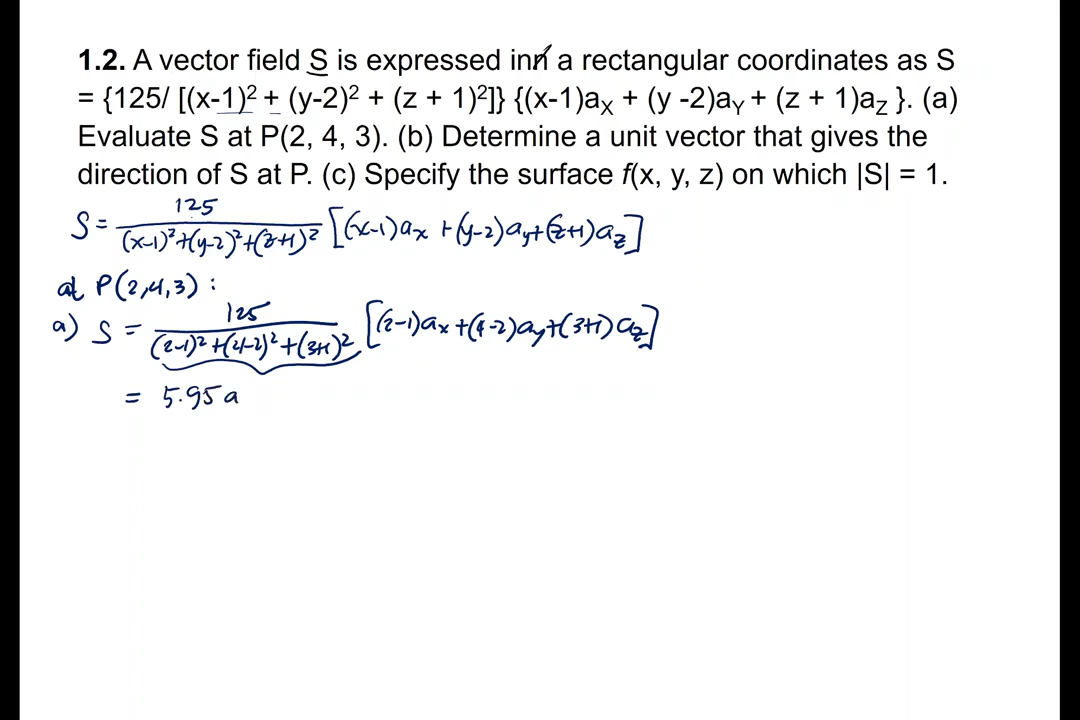 1.2. A vector field S is expressed inn a rectangular coordinates as S
= {125/ [(x-1)² + (y-2)² + (z + 1)²]} {(x-1)aX + (y -2)aY + (z + 1)aZ }. (a)
Evaluate S at P(2, 4, 3). (b) Determine a unit vector that gives the
direction of S at P. (c) Specify the surface f(x, y, z) on which |S| = 1.
S = 125 / (x-1)²+(y-2)²+(z+1)² [(x-1)ax + (y-2)ay+(z+1)az]
at P(2,4,3) :
a) S = 125 / (2-1)²+(4-2)²+(3+1)² [(2-1)ax +(4-2)ay+(3+1)az]
= 5.95a